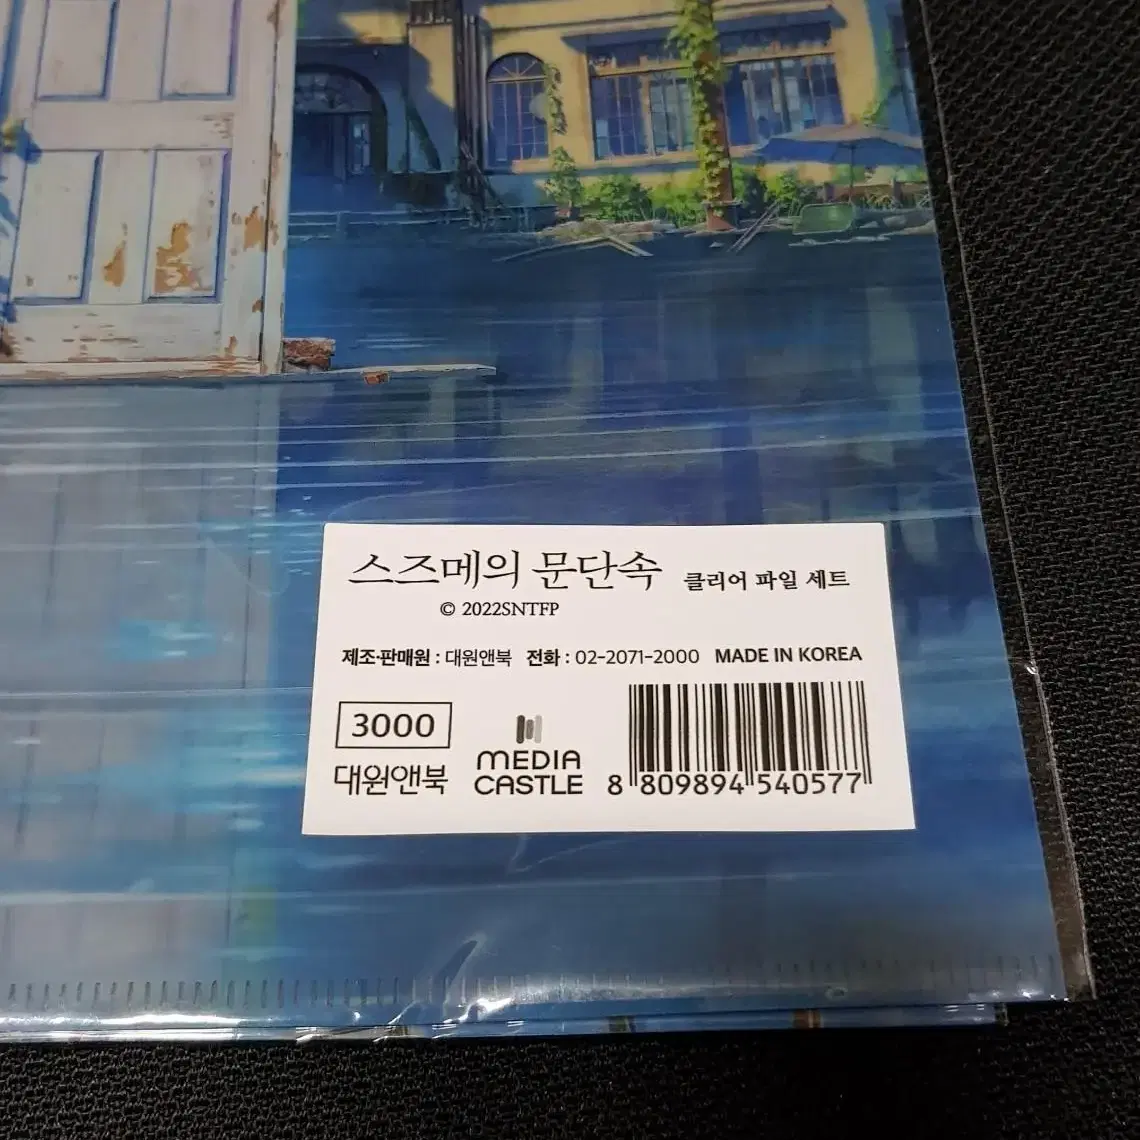 스즈메의 문단속 클리어 파일 세트
© 2022SNTFP
제조·판매원 : 대원앤북 전화 : 02-2071-2000 MADE IN KOREA
3000
대원앤북
MEDIA
CASTLE
8 809894 540577